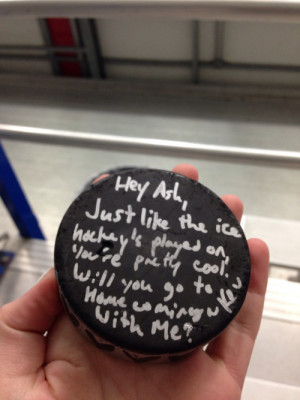 Hey Ash,
Just like the ice
hockey's played on,
You're pretty cool.
Will you go to
Homecoming
With Me?